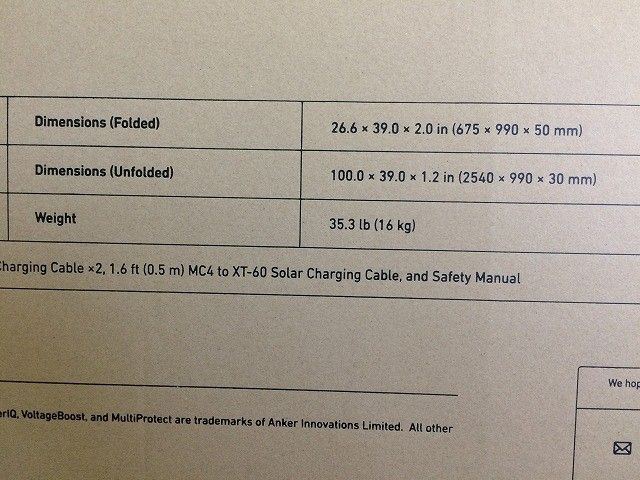 Dimensions (Folded) 26.6 × 39.0 × 2.0 in (675 × 990 × 50 mm)
Dimensions (Unfolded) 100.0 × 39.0 × 1.2 in (2540 × 990 × 30 mm)
Weight 35.3 lb (16 kg)
Charging Cable ×2, 1.6 ft (0.5 m) MC4 to XT-60 Solar Charging Cable, and Safety Manual
erIQ, VoltageBoost, and MultiProtect are trademarks of Anker Innovations Limited. All other
We hop